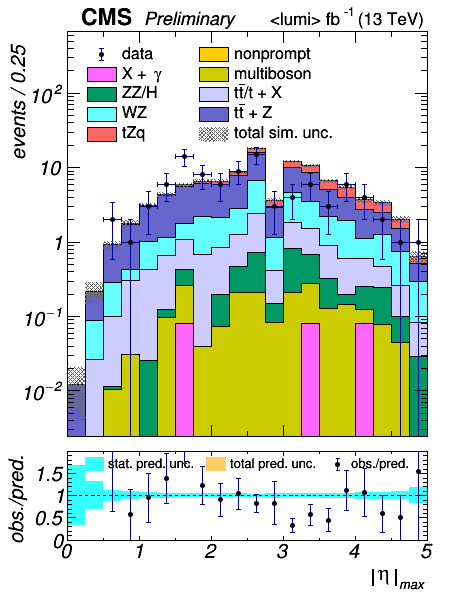 CMS Preliminary <lumi> fb⁻¹ (13 TeV)
events / 0.25
data nonprompt
X + γ multiboson
ZZ/H tt̄/t + X
WZ tt̄ + Z
tZq total sim. unc.
10²
10
1
10⁻¹
10⁻²
obs./pred.
stat. pred. unc. total pred. unc. obs./pred.
1.5
1
0.5
0
0 1 2 3 4 5
|η|max